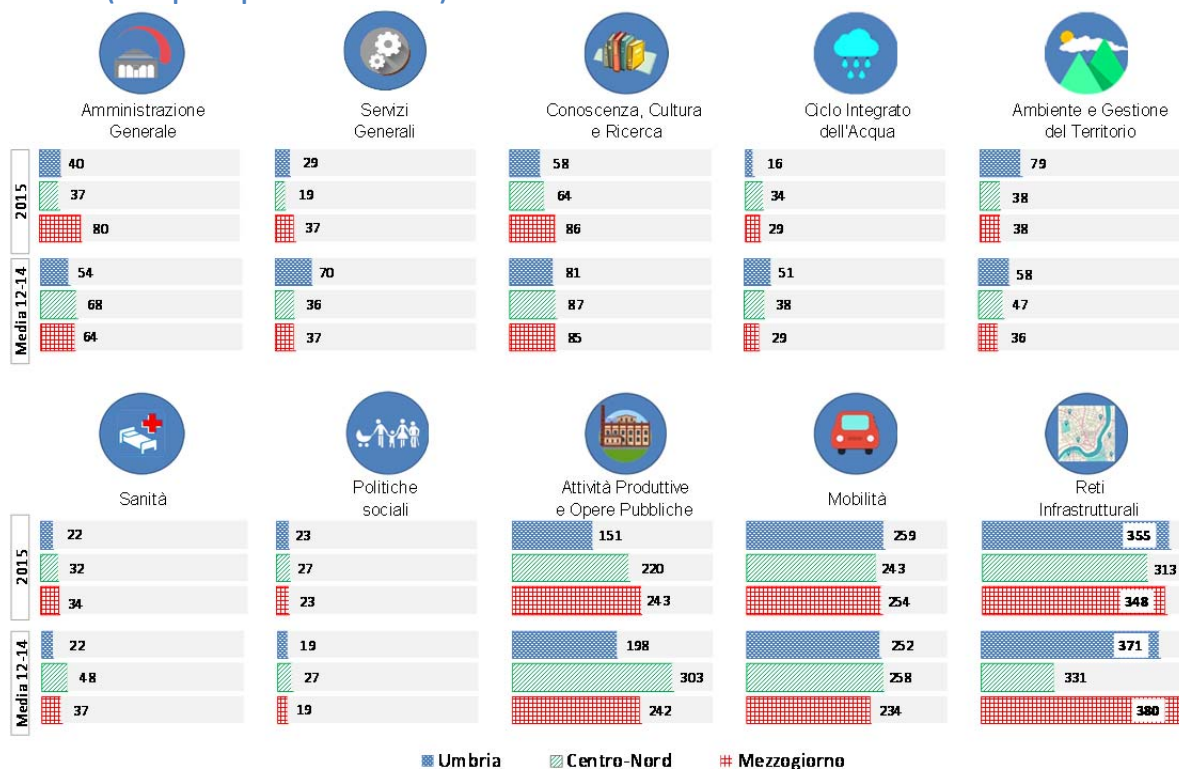 Amministrazione
Generale
Servizi
Generali
Conoscenza, Cultura
e Ricerca
Ciclo Integrato
dell'Acqua
Ambiente e Gestione
del Territorio
2015
40
37
80
29
19
37
58
64
86
16
34
29
79
38
38
Media 12-14
54
68
64
70
36
37
81
87
85
51
38
29
58
47
36
Sanità
Politiche
sociali
Attività Produttive
e Opere Pubbliche
Mobilità
Reti
Infrastrutturali
2015
22
32
34
23
27
23
151
220
243
259
243
254
355
313
348
Media 12-14
22
48
37
19
27
19
198
303
242
252
258
234
371
331
380
Umbria
Centro-Nord
Mezzogiorno